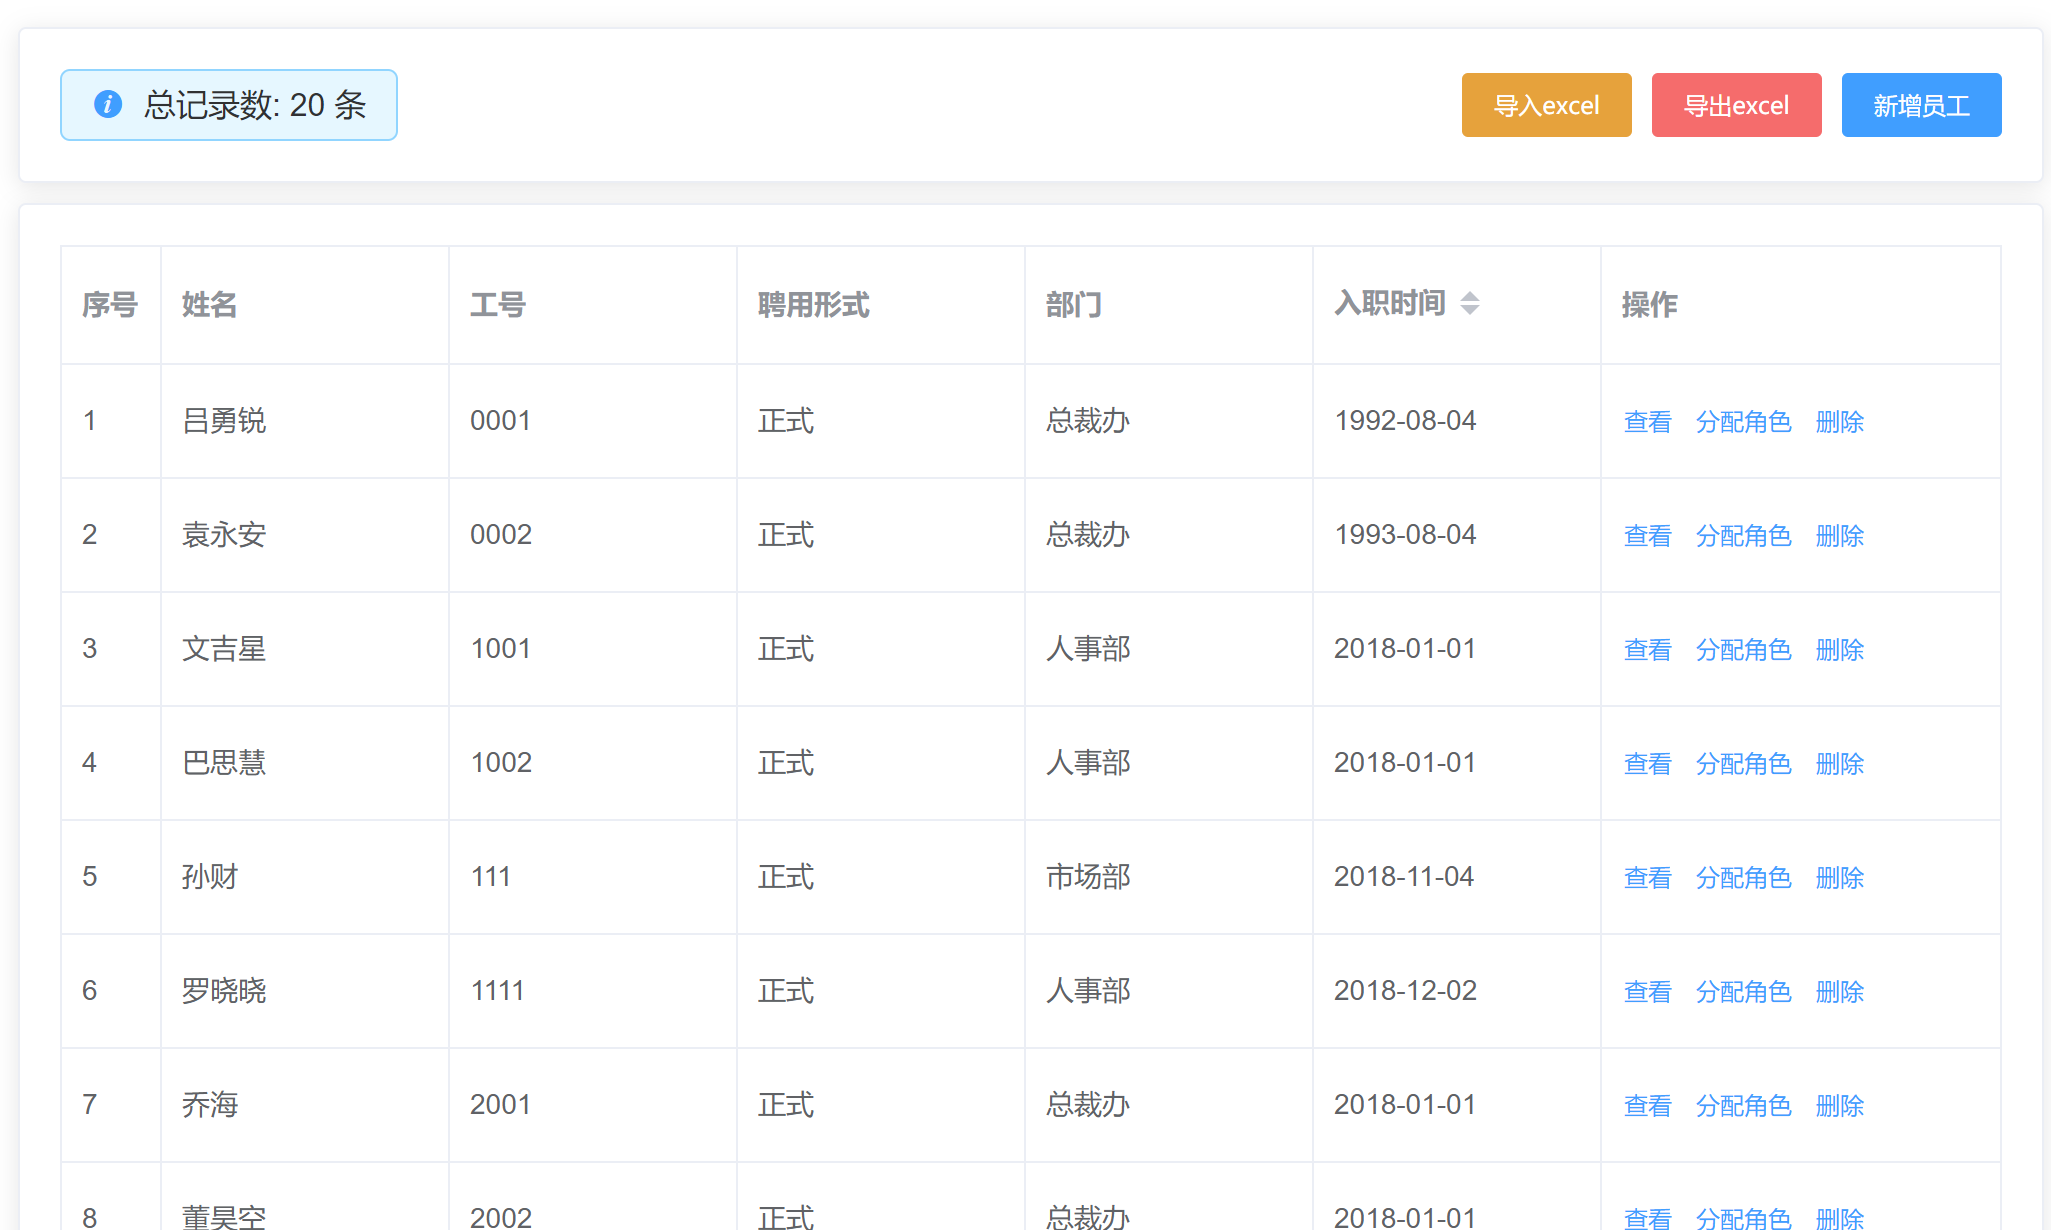 总记录数: 20 条
导入excel 导出excel 新增员工
序号 姓名 工号 聘用形式 部门 入职时间 操作
1 吕勇锐 0001 正式 总裁办 1992-08-04 查看 分配角色 删除
2 袁永安 0002 正式 总裁办 1993-08-04 查看 分配角色 删除
3 文吉星 1001 正式 人事部 2018-01-01 查看 分配角色 删除
4 巴思慧 1002 正式 人事部 2018-01-01 查看 分配角色 删除
5 孙财 111 正式 市场部 2018-11-04 查看 分配角色 删除
6 罗晓晓 1111 正式 人事部 2018-12-02 查看 分配角色 删除
7 乔海 2001 正式 总裁办 2018-01-01 查看 分配角色 删除
8 董昊空 2002 正式 总裁办 2018-01-01 查看 分配角色 删除